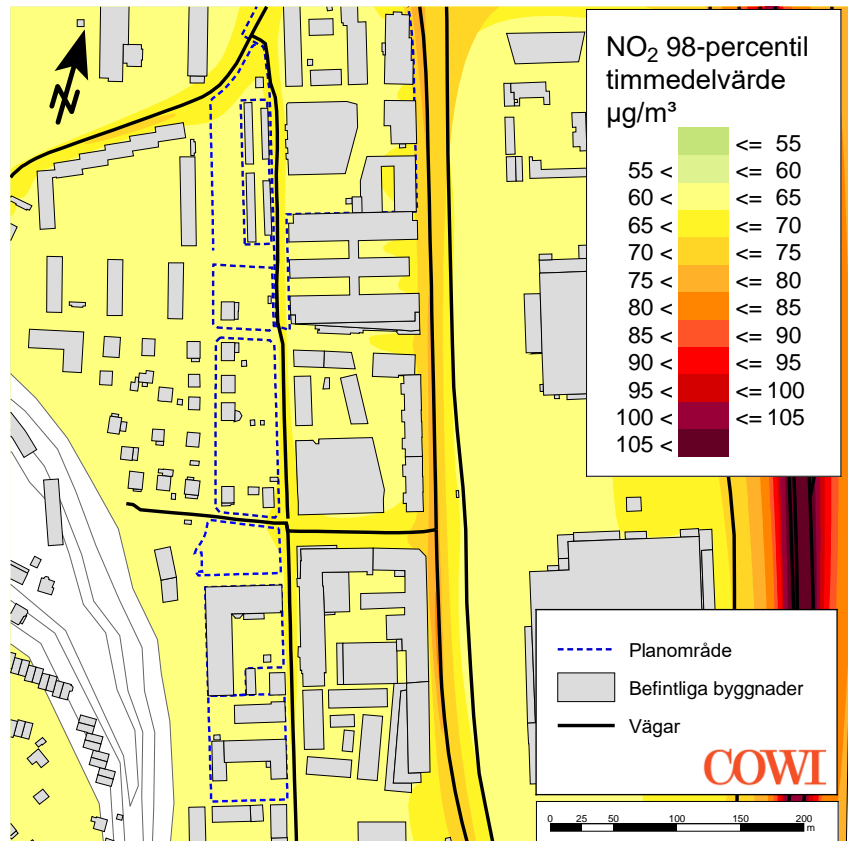 NO₂ 98-percentil
timmedelvärde
µg/m³
<= 55
55 < <= 60
60 < <= 65
65 < <= 70
70 < <= 75
75 < <= 80
80 < <= 85
85 < <= 90
90 < <= 95
95 < <= 100
100 < <= 105
105 <
N
Planområde
Befintliga byggnader
Vägar
COWI
0 25 50 100 150 200
m